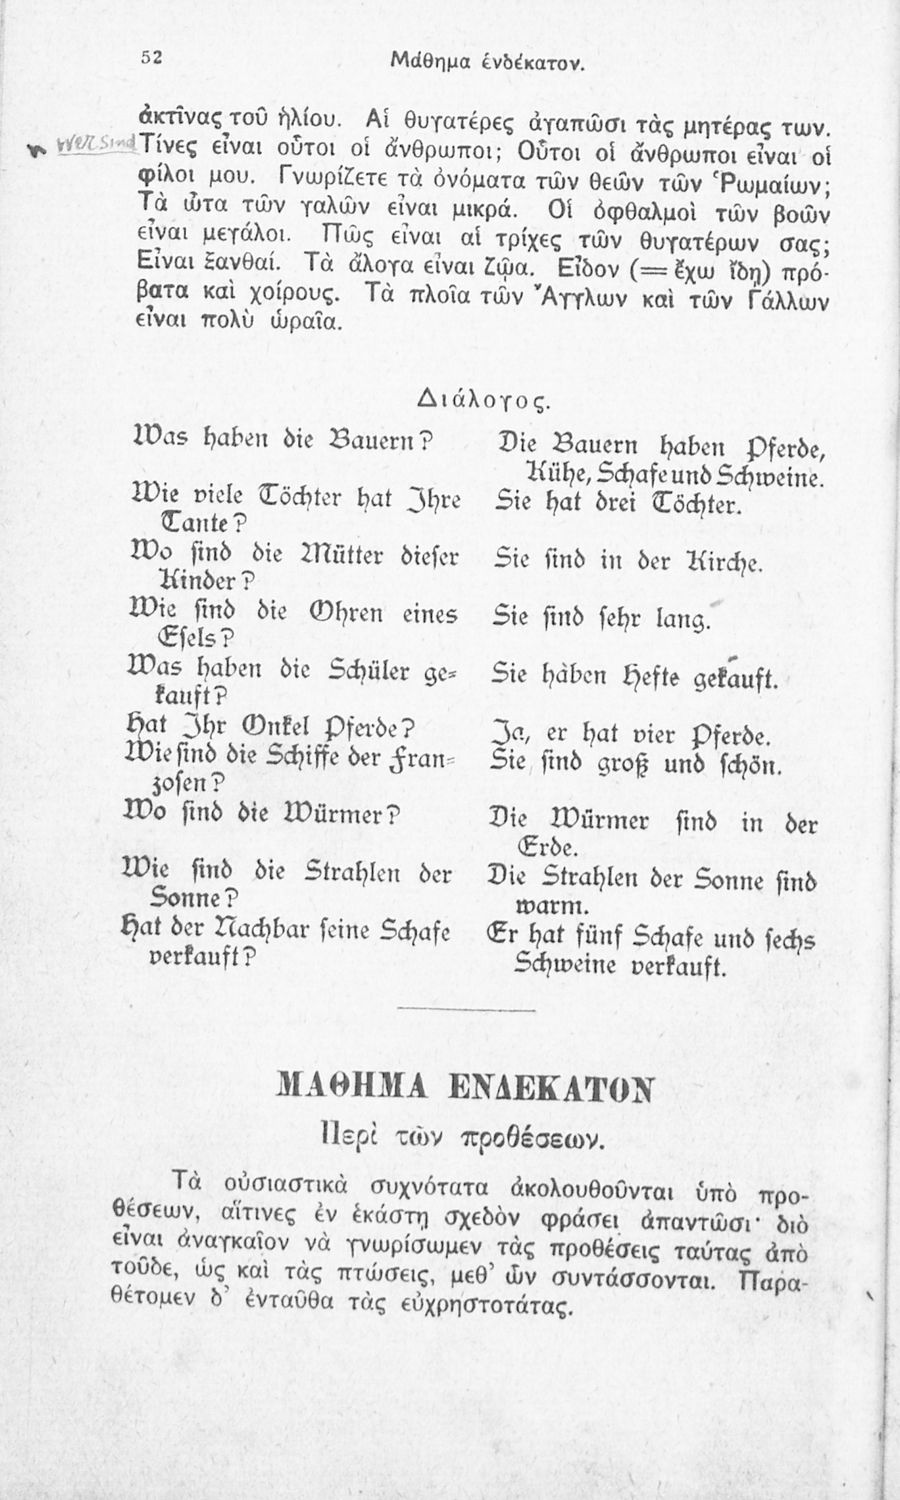 52
Μάθημα ἑνδέκατον.
ἀκτῖνας τοῦ ἡλίου. Αἱ θυγατέρες ἀγαπῶσι τὰς μητέρας των.
wer sind
Τίνες εἶναι οὗτοι οἱ ἄνθρωποι; Οὗτοι οἱ ἄνθρωποι εἶναι οἱ
φίλοι μου. Γνωρίζετε τὰ ὀνόματα τῶν θεῶν τῶν Ῥωμαίων;
Τὰ ὦτα τῶν γαλῶν εἶναι μικρά. Οἱ ὀφθαλμοὶ τῶν βοῶν
εἶναι μεγάλοι. Πῶς εἶναι αἱ τρίχες τῶν θυγατέρων σας;
Εἶναι ξανθαί. Τὰ ἄλογα εἶναι ζῷα. Εἶδον (= ἔχω ἴδῃ) πρό-
βατα καὶ χοίρους. Τὰ πλοῖα τῶν Ἄγγλων καὶ τῶν Γάλλων
εἶναι πολὺ ὡραῖα.
Διάλογος.
Was haben die Bauern?
Die Bauern haben Pferde,
Kühe, Schafe und Schweine.
Wie viele Töchter hat Ihre
Tante?
Sie hat drei Töchter.
Wo sind die Mütter dieser
Kinder?
Sie sind in der Kirche.
Wie sind die Ohren eines
Esels?
Sie sind sehr lang.
Was haben die Schüler ge-
kauft?
Sie haben Hefte gekauft.
Hat Ihr Onkel Pferde?
Ja, er hat vier Pferde.
Wie sind die Schiffe der Fran-
zosen?
Sie sind groß und schön.
Wo sind die Würmer?
Die Würmer sind in der
Erde.
Wie sind die Strahlen der
Sonne?
Die Strahlen der Sonne sind
warm.
Hat der Nachbar seine Schafe
verkauft?
Er hat fünf Schafe und sechs
Schweine verkauft.
ΜΑΘΗΜΑ ΕΝΔΕΚΑΤΟΝ
Περὶ τῶν προθέσεων.
Τὰ οὐσιαστικὰ συχνότατα ἀκολουθοῦνται ὑπὸ προ-
θέσεων, αἵτινες ἐν ἑκάστῃ σχεδὸν φράσει ἀπαντῶσι· διὸ
εἶναι ἀναγκαῖον νὰ γνωρίσωμεν τὰς προθέσεις ταύτας ἀπὸ
τοῦδε, ὡς καὶ τὰς πτώσεις, μεθ’ ὧν συντάσσονται. Παρα-
θέτομεν δ’ ἐνταῦθα τὰς εὐχρηστοτάτας.